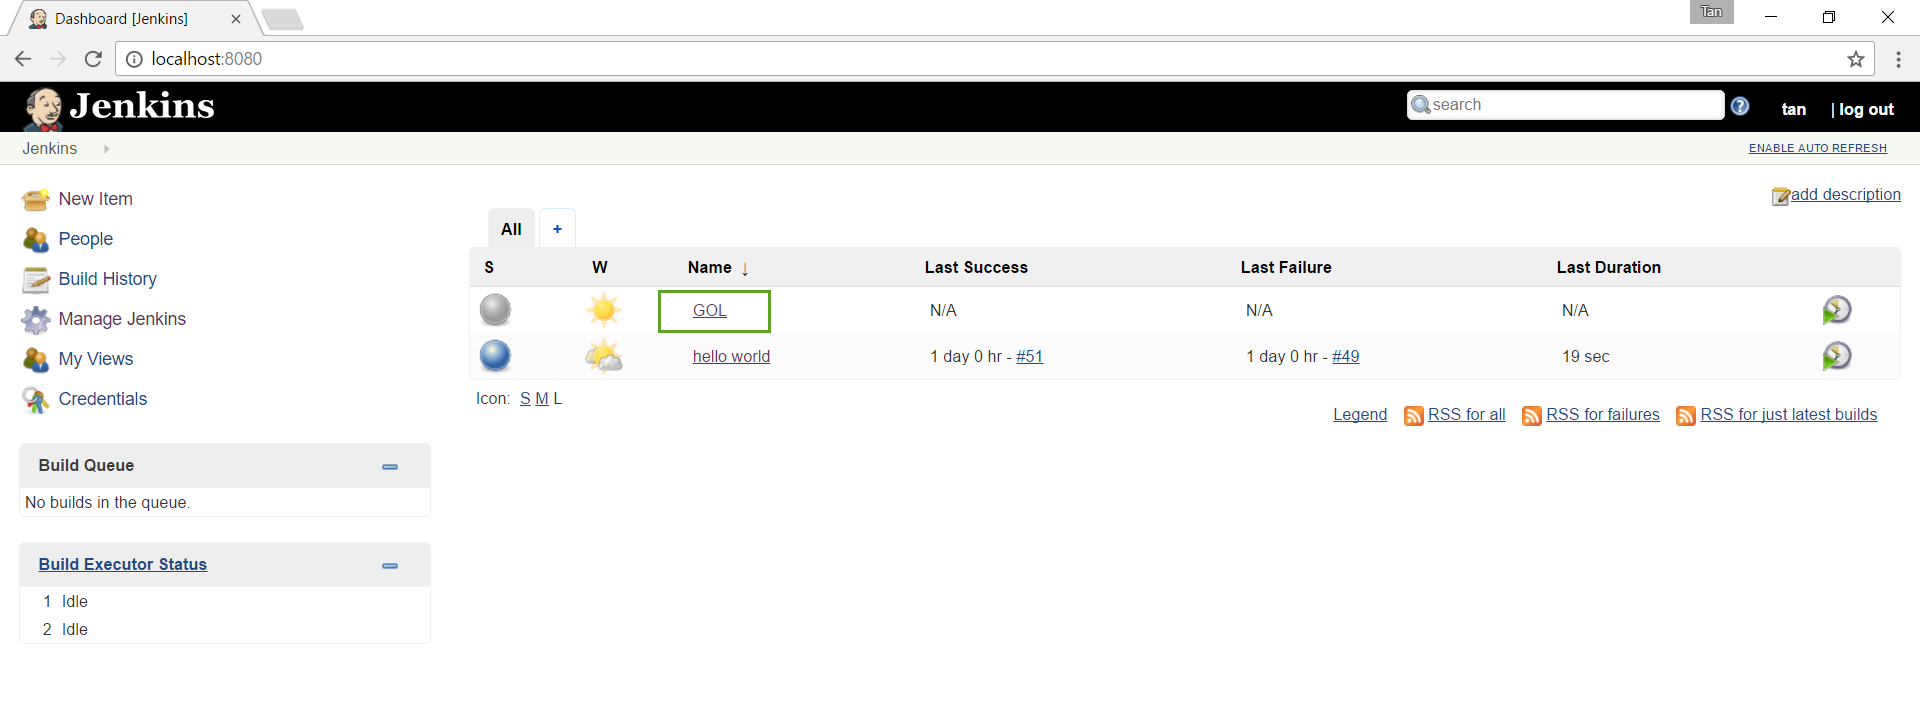 Dashboard [Jenkins]
Tan
localhost:8080
Jenkins
search
tan | log out
Jenkins
ENABLE AUTO REFRESH
New Item
People
Build History
Manage Jenkins
My Views
Credentials
add description
All +
S W Name ↓ Last Success Last Failure Last Duration
GOL N/A N/A N/A
hello world 1 day 0 hr - #51 1 day 0 hr - #49 19 sec
Icon: S M L
Legend RSS for all RSS for failures RSS for just latest builds
Build Queue
No builds in the queue.
Build Executor Status
1 Idle
2 Idle